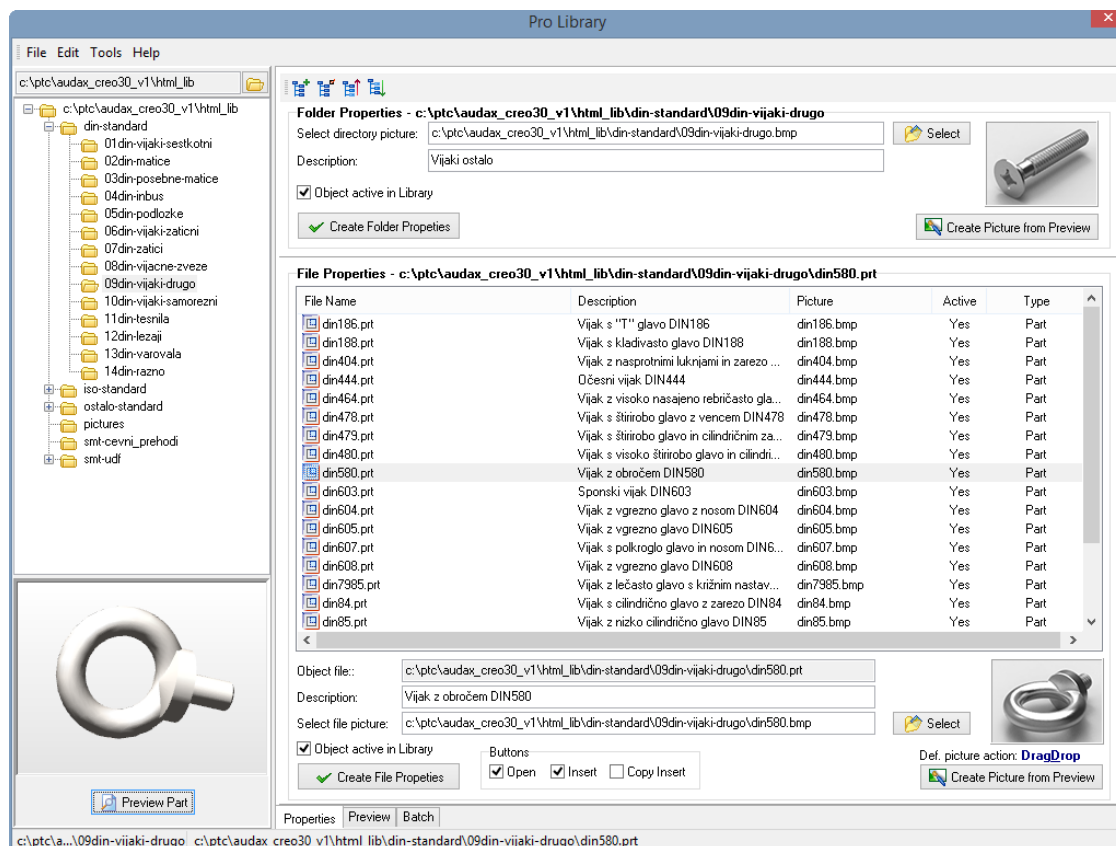 Pro Library
File Edit Tools Help
c:\ptc\audax_creo30_v1\html_lib
c:\ptc\audax_creo30_v1\html_lib
din-standard
01din-vijaki-sestkotni
02din-matice
03din-posebne-matice
04din-inbus
05din-podlozke
06din-vijaki-zaticni
07din-zatici
08din-vijacne-zveze
09din-vijaki-drugo
10din-vijaki-samorezni
11din-tesnila
12din-lezaji
13din-varovala
14din-razno
iso-standard
ostalo-standard
pictures
smt-cevni_prehodi
smt-udf
Preview Part
Folder Properties - c:\ptc\audax_creo30_v1\html_lib\din-standard\09din-vijaki-drugo
Select directory picture: c:\ptc\audax_creo30_v1\html_lib\din-standard\09din-vijaki-drugo.bmp Select
Description: Vijaki ostalo
Object active in Library
Create Folder Propeties Create Picture from Preview
File Properties - c:\ptc\audax_creo30_v1\html_lib\din-standard\09din-vijaki-drugo\din580.prt
File Name Description Picture Active Type
din186.prt Vijak s "T" glavo DIN186 din186.bmp Yes Part
din188.prt Vijak s kladivasto glavo DIN188 din188.bmp Yes Part
din404.prt Vijak z nasprotnimi luknjami in zarezo ... din404.bmp Yes Part
din444.prt Očesni vijak DIN444 din444.bmp Yes Part
din464.prt Vijak z visoko nasajeno rebričasto gla... din464.bmp Yes Part
din478.prt Vijak s štirirobo glavo z vencem DIN478 din478.bmp Yes Part
din479.prt Vijak s štirirobo glavo in cilindričnim za... din479.bmp Yes Part
din480.prt Vijak s visoko štirirobo glavo in cilindri... din480.bmp Yes Part
din580.prt Vijak z obročem DIN580 din580.bmp Yes Part
din603.prt Sponski vijak DIN603 din603.bmp Yes Part
din604.prt Vijak z vgrezno glavo z nosom DIN604 din604.bmp Yes Part
din605.prt Vijak z vgrezno glavo DIN605 din605.bmp Yes Part
din607.prt Vijak s polkroglo glavo in nosom DIN6... din607.bmp Yes Part
din608.prt Vijak z vgrezno glavo DIN608 din608.bmp Yes Part
din7985.prt Vijak z lečasto glavo s križnim nastav... din7985.bmp Yes Part
din84.prt Vijak s cilindrično glavo z zarezo DIN84 din84.bmp Yes Part
din85.prt Vijak z nizko cilindrično glavo DIN85 din85.bmp Yes Part
Object file:: c:\ptc\audax_creo30_v1\html_lib\din-standard\09din-vijaki-drugo\din580.prt
Description: Vijak z obročem DIN580
Select file picture: c:\ptc\audax_creo30_v1\html_lib\din-standard\09din-vijaki-drugo\din580.bmp Select
Object active in Library
Buttons
Open Insert Copy Insert
Create File Propeties
Def. picture action: DragDrop
Create Picture from Preview
Properties Preview Batch
c:\ptc\a...\09din-vijaki-drugo c:\ptc\audax_creo30_v1\html_lib\din-standard\09din-vijaki-drugo\din580.prt